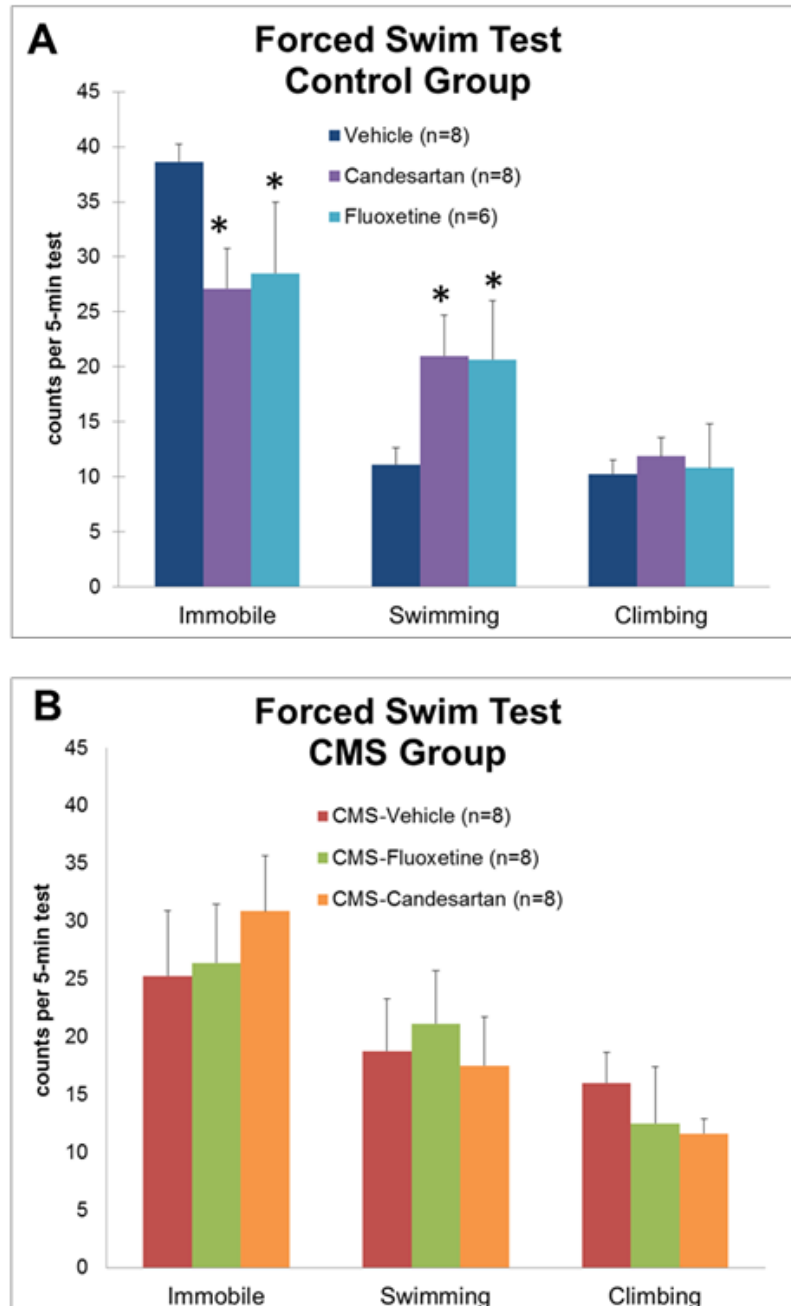 A
Forced Swim Test
Control Group
45
40
35
30
25
20
15
10
5
0
counts per 5-min test
Vehicle (n=8)
Candesartan (n=8)
Fluoxetine (n=6)
*
*
*
*
Immobile
Swimming
Climbing
B
Forced Swim Test
CMS Group
45
40
35
30
25
20
15
10
5
0
counts per 5-min test
CMS-Vehicle (n=8)
CMS-Fluoxetine (n=8)
CMS-Candesartan (n=8)
Immobile
Swimming
Climbing